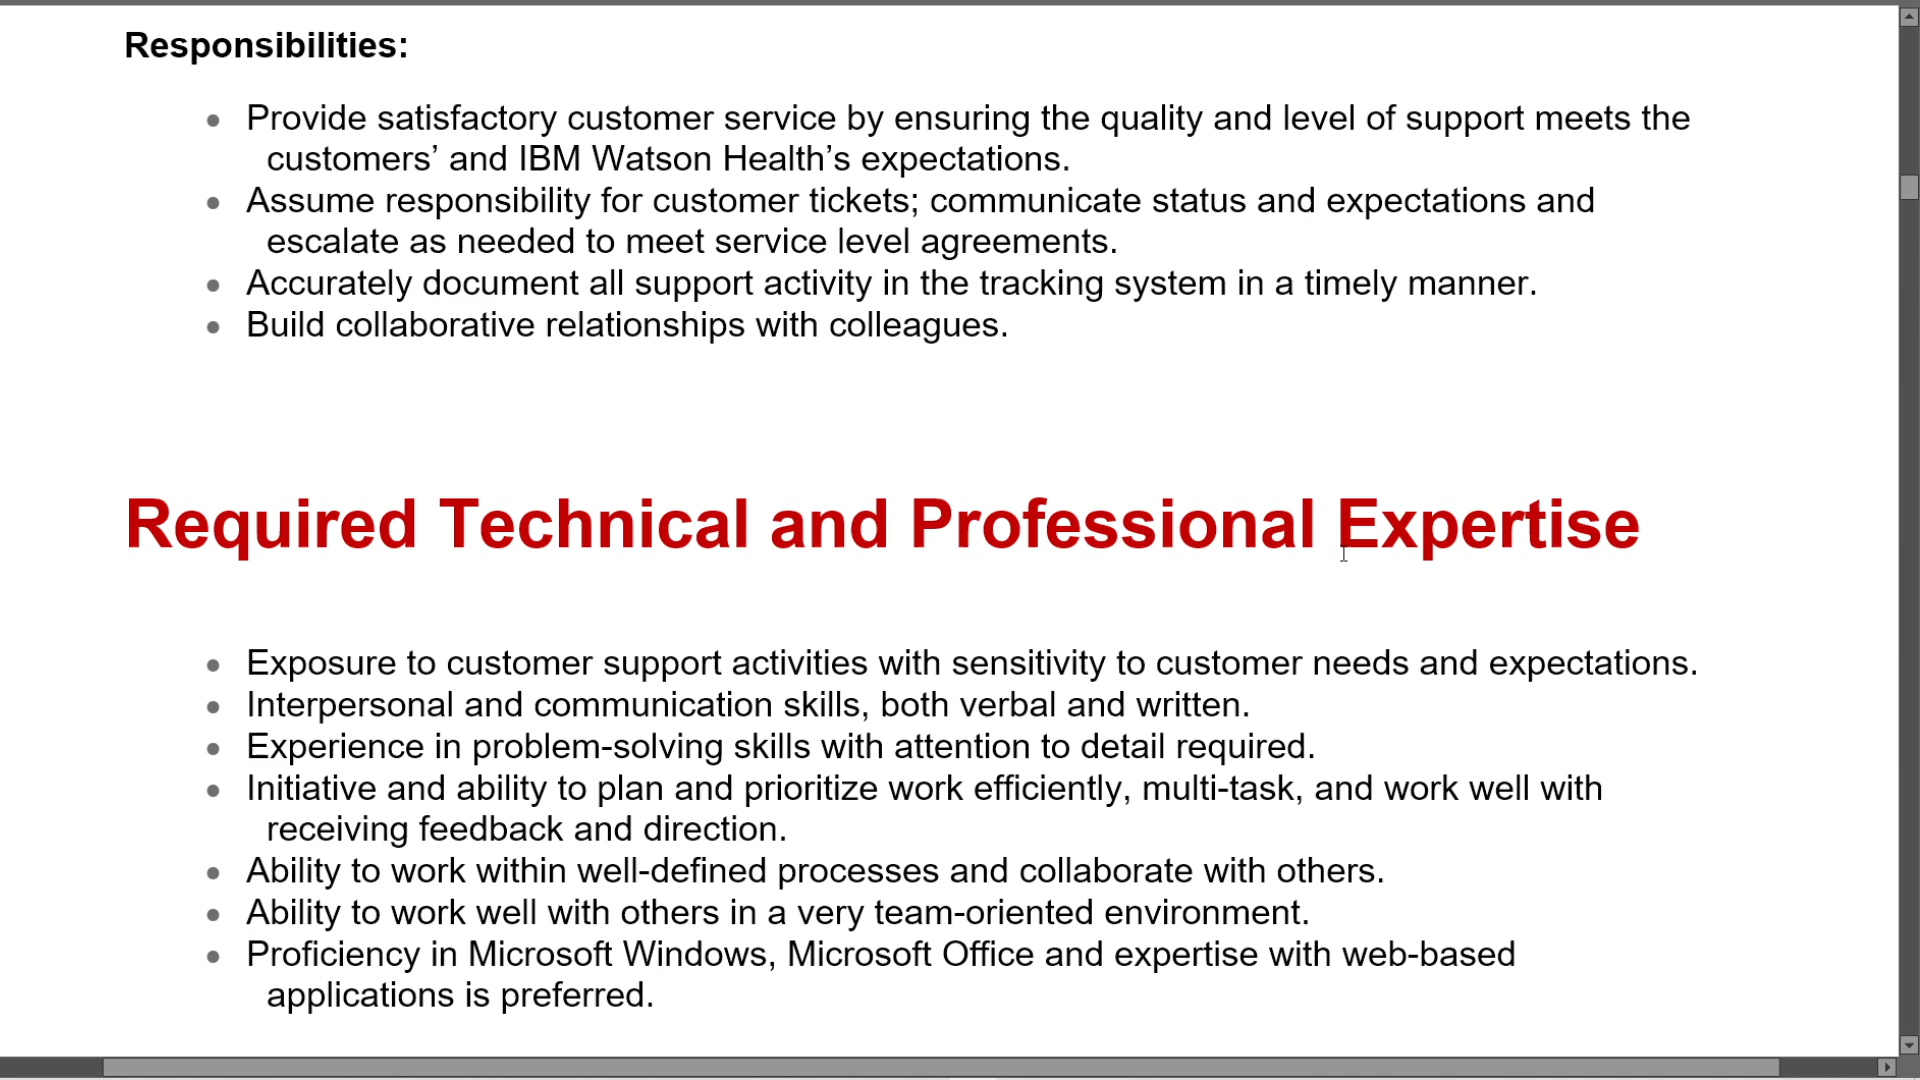 Responsibilities:
• Provide satisfactory customer service by ensuring the quality and level of support meets the
customers’ and IBM Watson Health’s expectations.
• Assume responsibility for customer tickets; communicate status and expectations and
escalate as needed to meet service level agreements.
• Accurately document all support activity in the tracking system in a timely manner.
• Build collaborative relationships with colleagues.
Required Technical and Professional Expertise
• Exposure to customer support activities with sensitivity to customer needs and expectations.
• Interpersonal and communication skills, both verbal and written.
• Experience in problem-solving skills with attention to detail required.
• Initiative and ability to plan and prioritize work efficiently, multi-task, and work well with
receiving feedback and direction.
• Ability to work within well-defined processes and collaborate with others.
• Ability to work well with others in a very team-oriented environment.
• Proficiency in Microsoft Windows, Microsoft Office and expertise with web-based
applications is preferred.